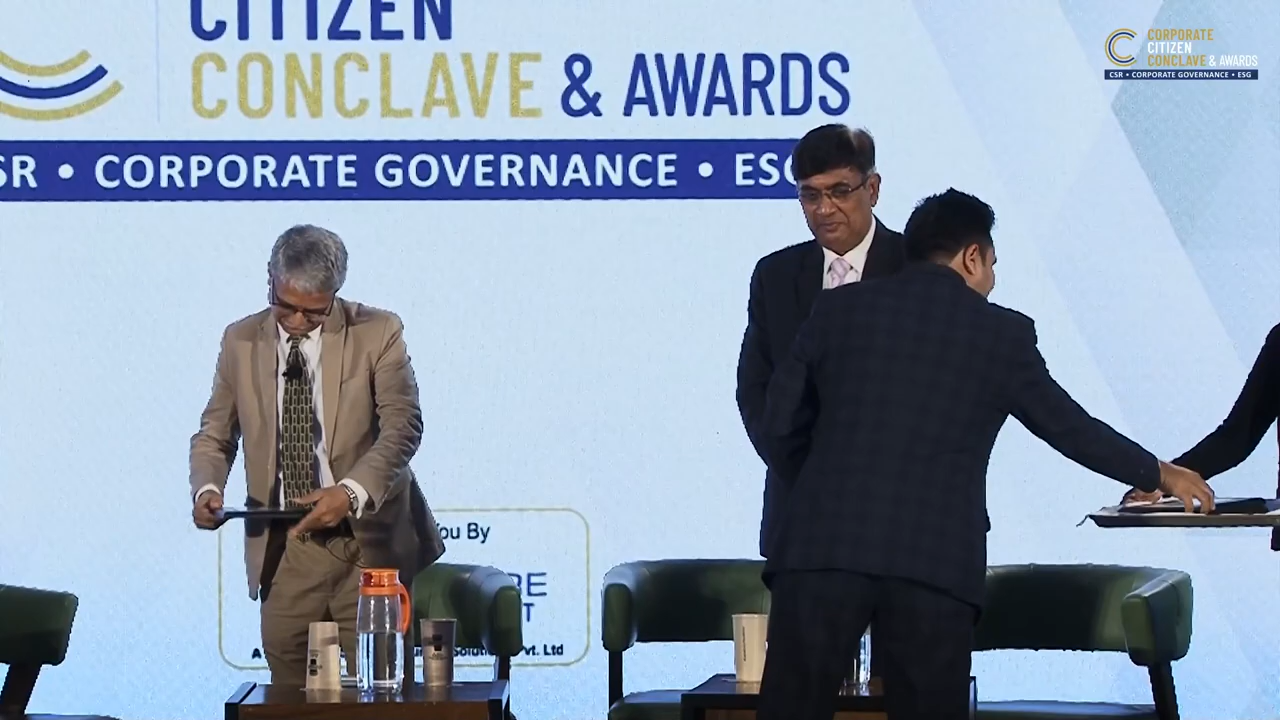 CITIZEN
CONCLAVE & AWARDS
SR • CORPORATE GOVERNANCE • ESG
CORPORATE
CITIZEN
CONCLAVE & AWARDS
CSR • CORPORATE GOVERNANCE • ESG
You By
RE
T
Pvt. Ltd